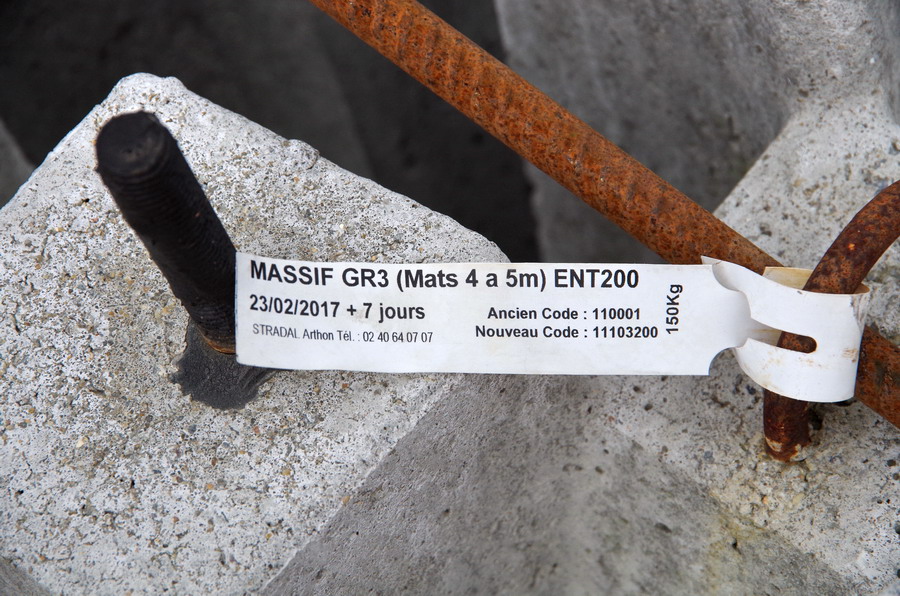 MASSIF GR3 (Mats 4 a 5m) ENT200
23/02/2017 + 7 jours
STRADAL Arthon Tél. : 02 40 64 07 07
Ancien Code : 110001
Nouveau Code : 11103200
150Kg